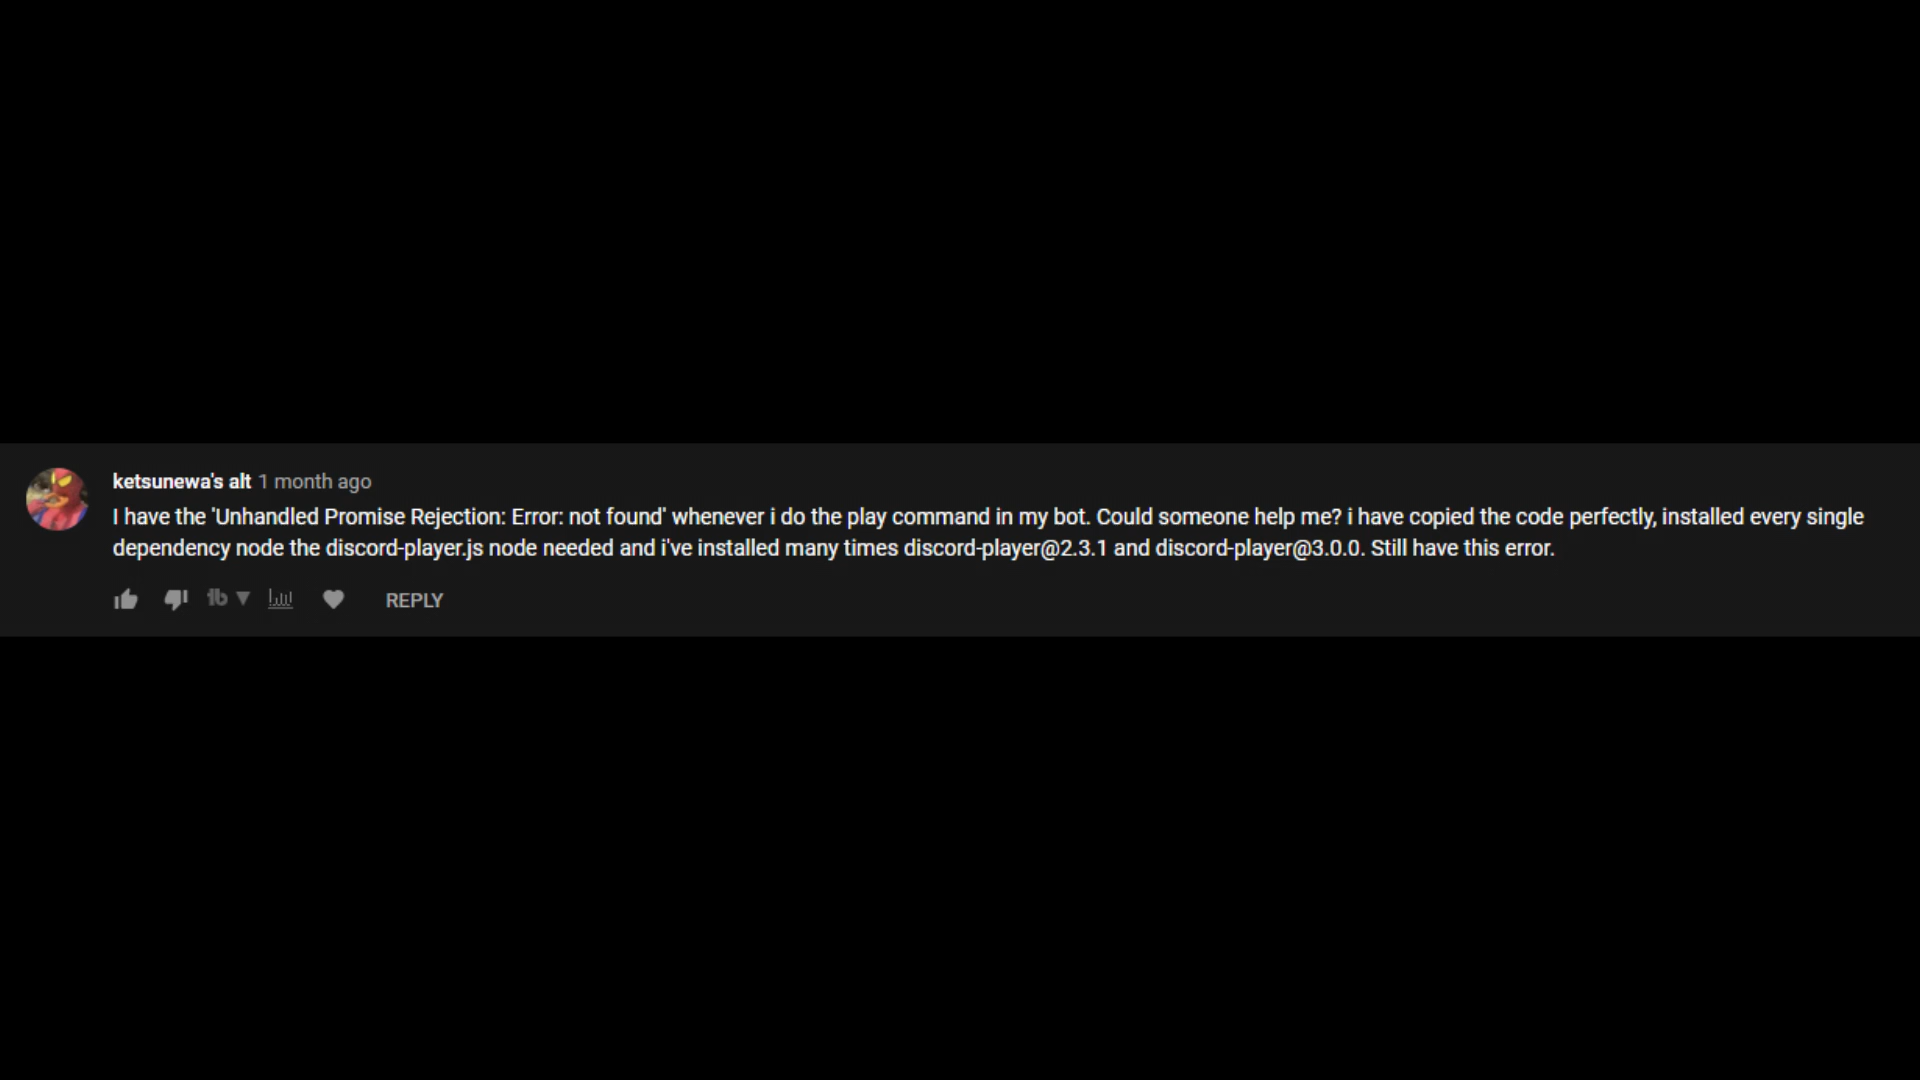 ketsunewa's alt 1 month ago
I have the 'Unhandled Promise Rejection: Error: not found' whenever i do the play command in my bot. Could someone help me? i have copied the code perfectly, installed every single
dependency node the discord-player.js node needed and i've installed many times discord-player@2.3.1 and discord-player@3.0.0. Still have this error.
REPLY